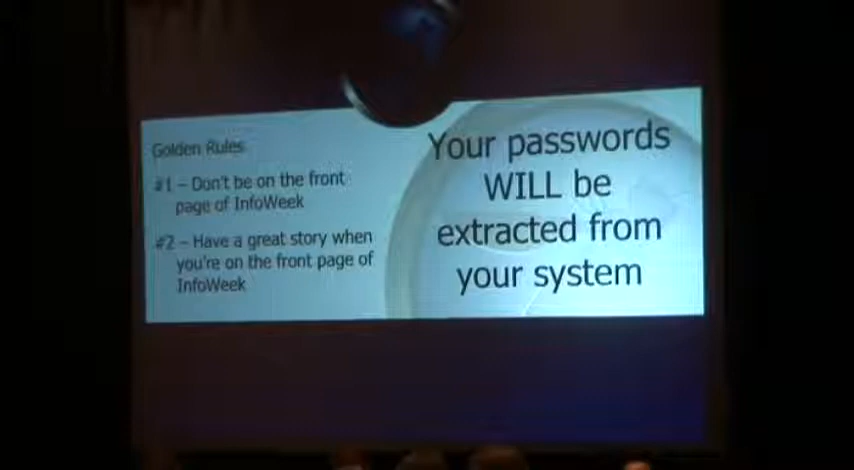 Golden Rules
#1 – Don't be on the front
page of InfoWeek
#2 – Have a great story when
you're on the front page of
InfoWeek
Your passwords
WILL be
extracted from
your system